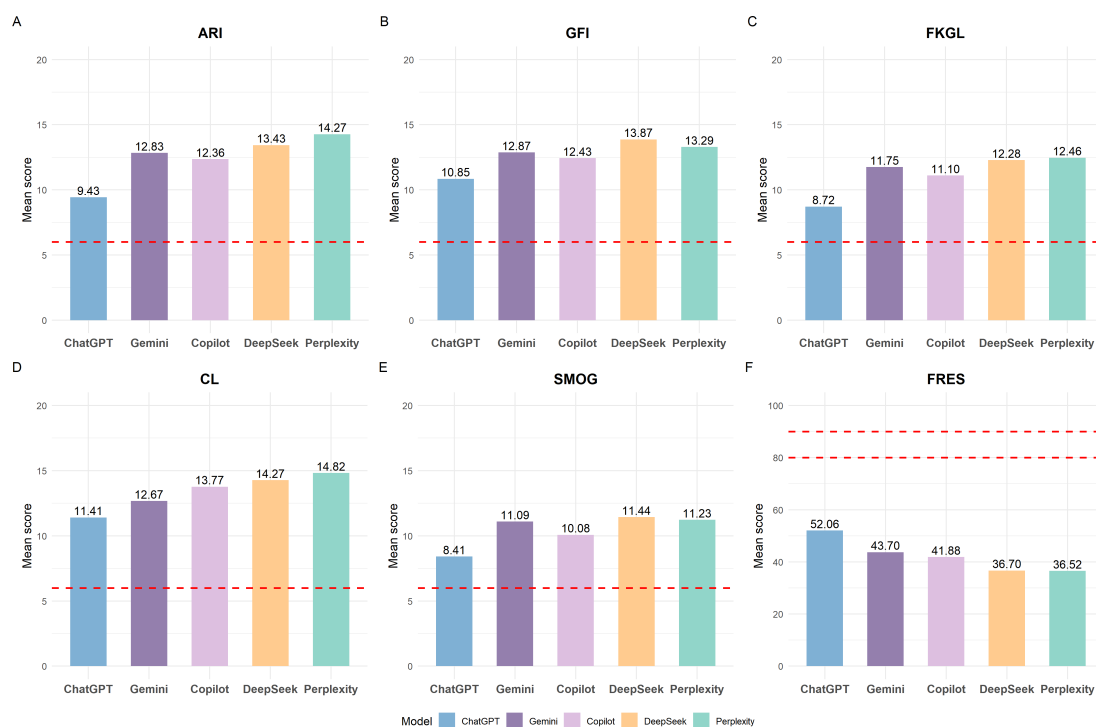 A
ARI
Mean score
20
15
10
5
0
9.43
12.83
12.36
13.43
14.27
ChatGPT Gemini Copilot DeepSeek Perplexity
B
GFI
Mean score
20
15
10
5
0
10.85
12.87
12.43
13.87
13.29
ChatGPT Gemini Copilot DeepSeek Perplexity
C
FKGL
Mean score
20
15
10
5
0
8.72
11.75
11.10
12.28
12.46
ChatGPT Gemini Copilot DeepSeek Perplexity
D
CL
Mean score
20
15
10
5
0
11.41
12.67
13.77
14.27
14.82
ChatGPT Gemini Copilot DeepSeek Perplexity
E
SMOG
Mean score
20
15
10
5
0
8.41
11.09
10.08
11.44
11.23
ChatGPT Gemini Copilot DeepSeek Perplexity
F
FRES
Mean score
100
80
60
40
20
0
52.06
43.70
41.88
36.70
36.52
ChatGPT Gemini Copilot DeepSeek Perplexity
Model ChatGPT Gemini Copilot DeepSeek Perplexity